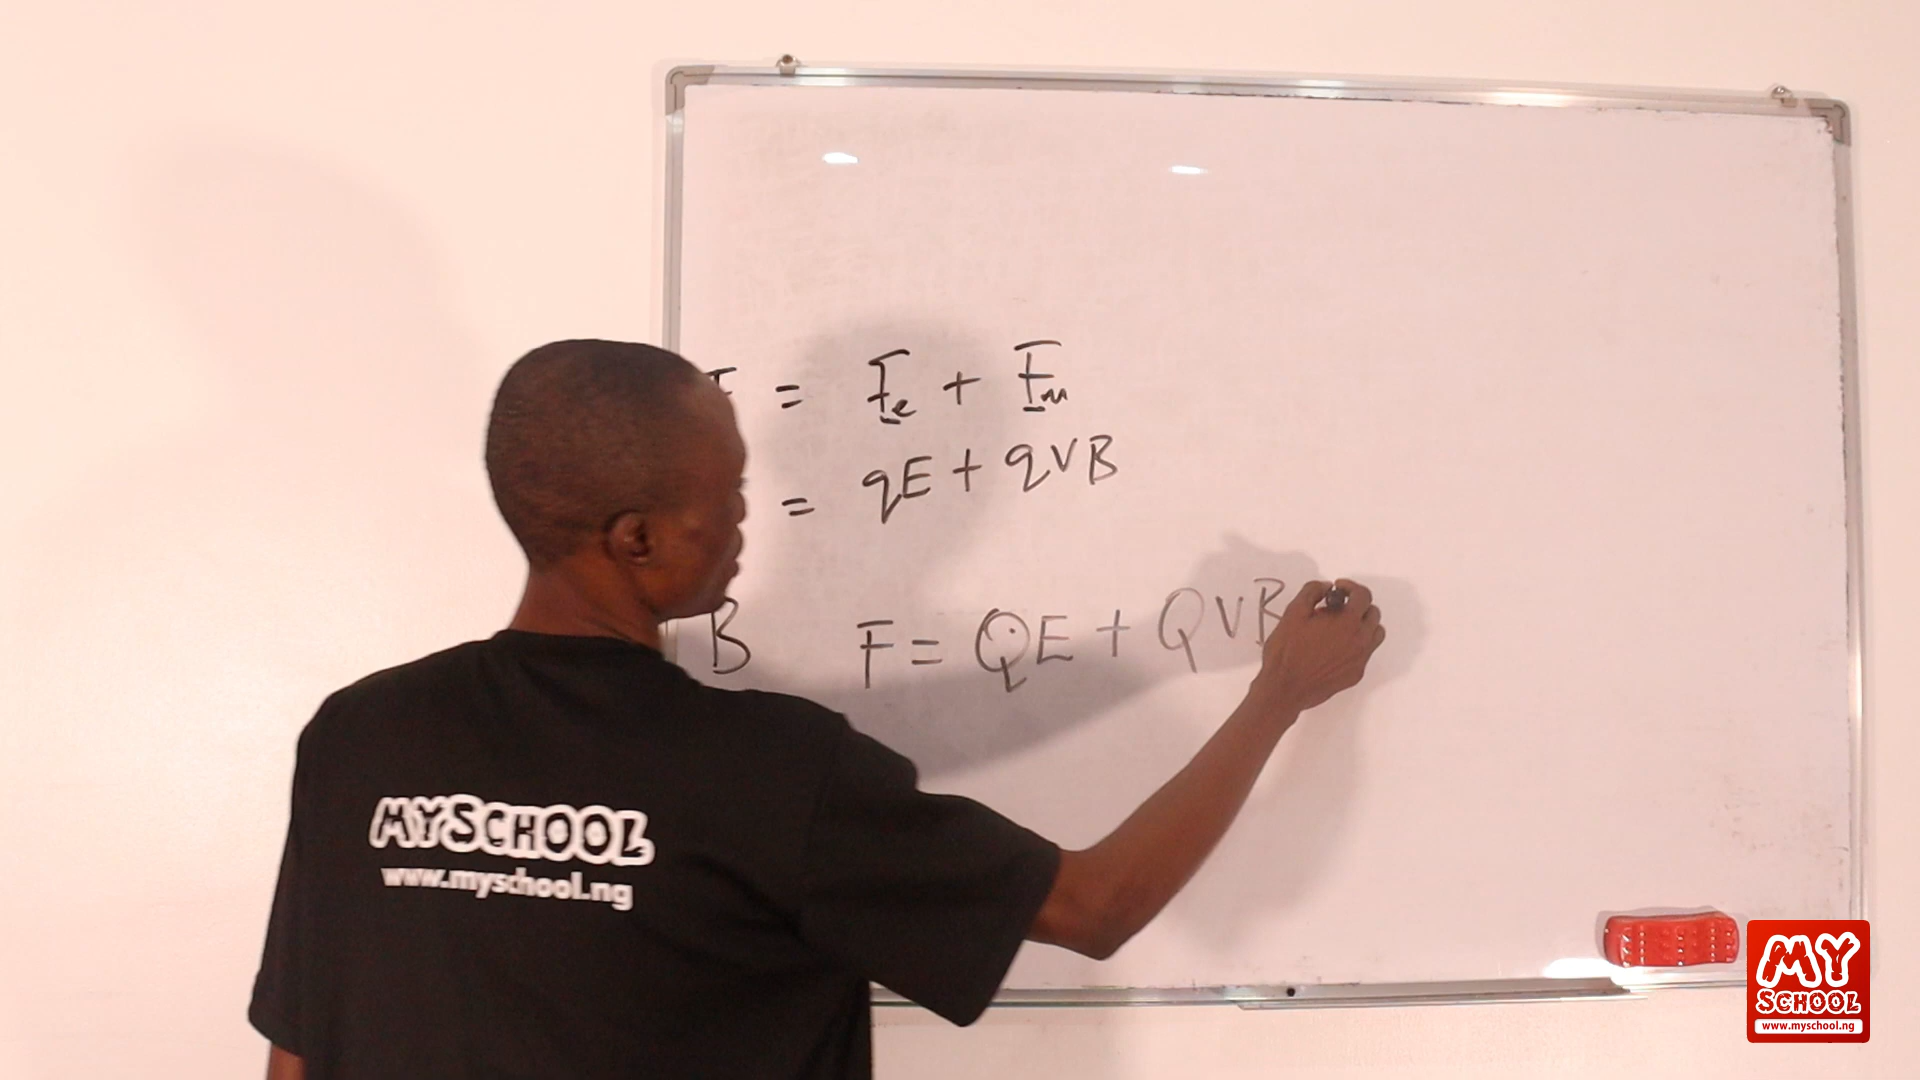 F = Fe + Fm
= qE + qVB
B F = QE + QVB
MYSCHOOL
www.myschool.ng
MY
SCHOOL
www.myschool.ng